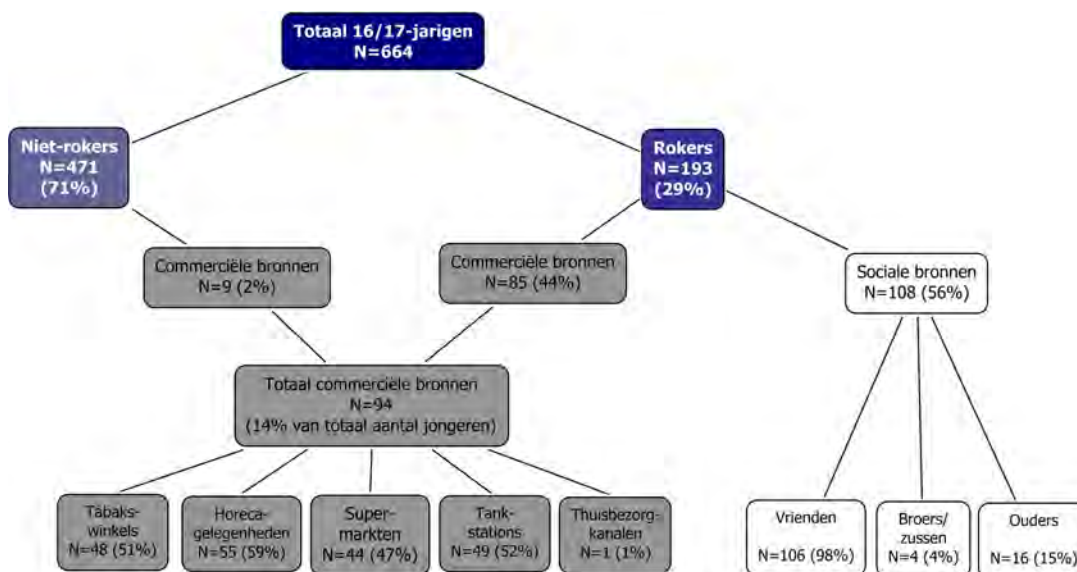 Totaal 16/17-jarigen
N=664
Niet-rokers
N=471
(71%)
Rokers
N=193
(29%)
Commerciële bronnen
N=9 (2%)
Commerciële bronnen
N=85 (44%)
Sociale bronnen
N=108 (56%)
Totaal commerciële bronnen
N=94
(14% van totaal aantal jongeren)
Tabaks-
winkels
N=48 (51%)
Horeca-
gelegenheden
N=55 (59%)
Super-
markten
N=44 (47%)
Tank-
stations
N=49 (52%)
Thuisbezorg-
kanalen
N=1 (1%)
Vrienden
N=106 (98%)
Broers/
zussen
N=4 (4%)
Ouders
N=16 (15%)